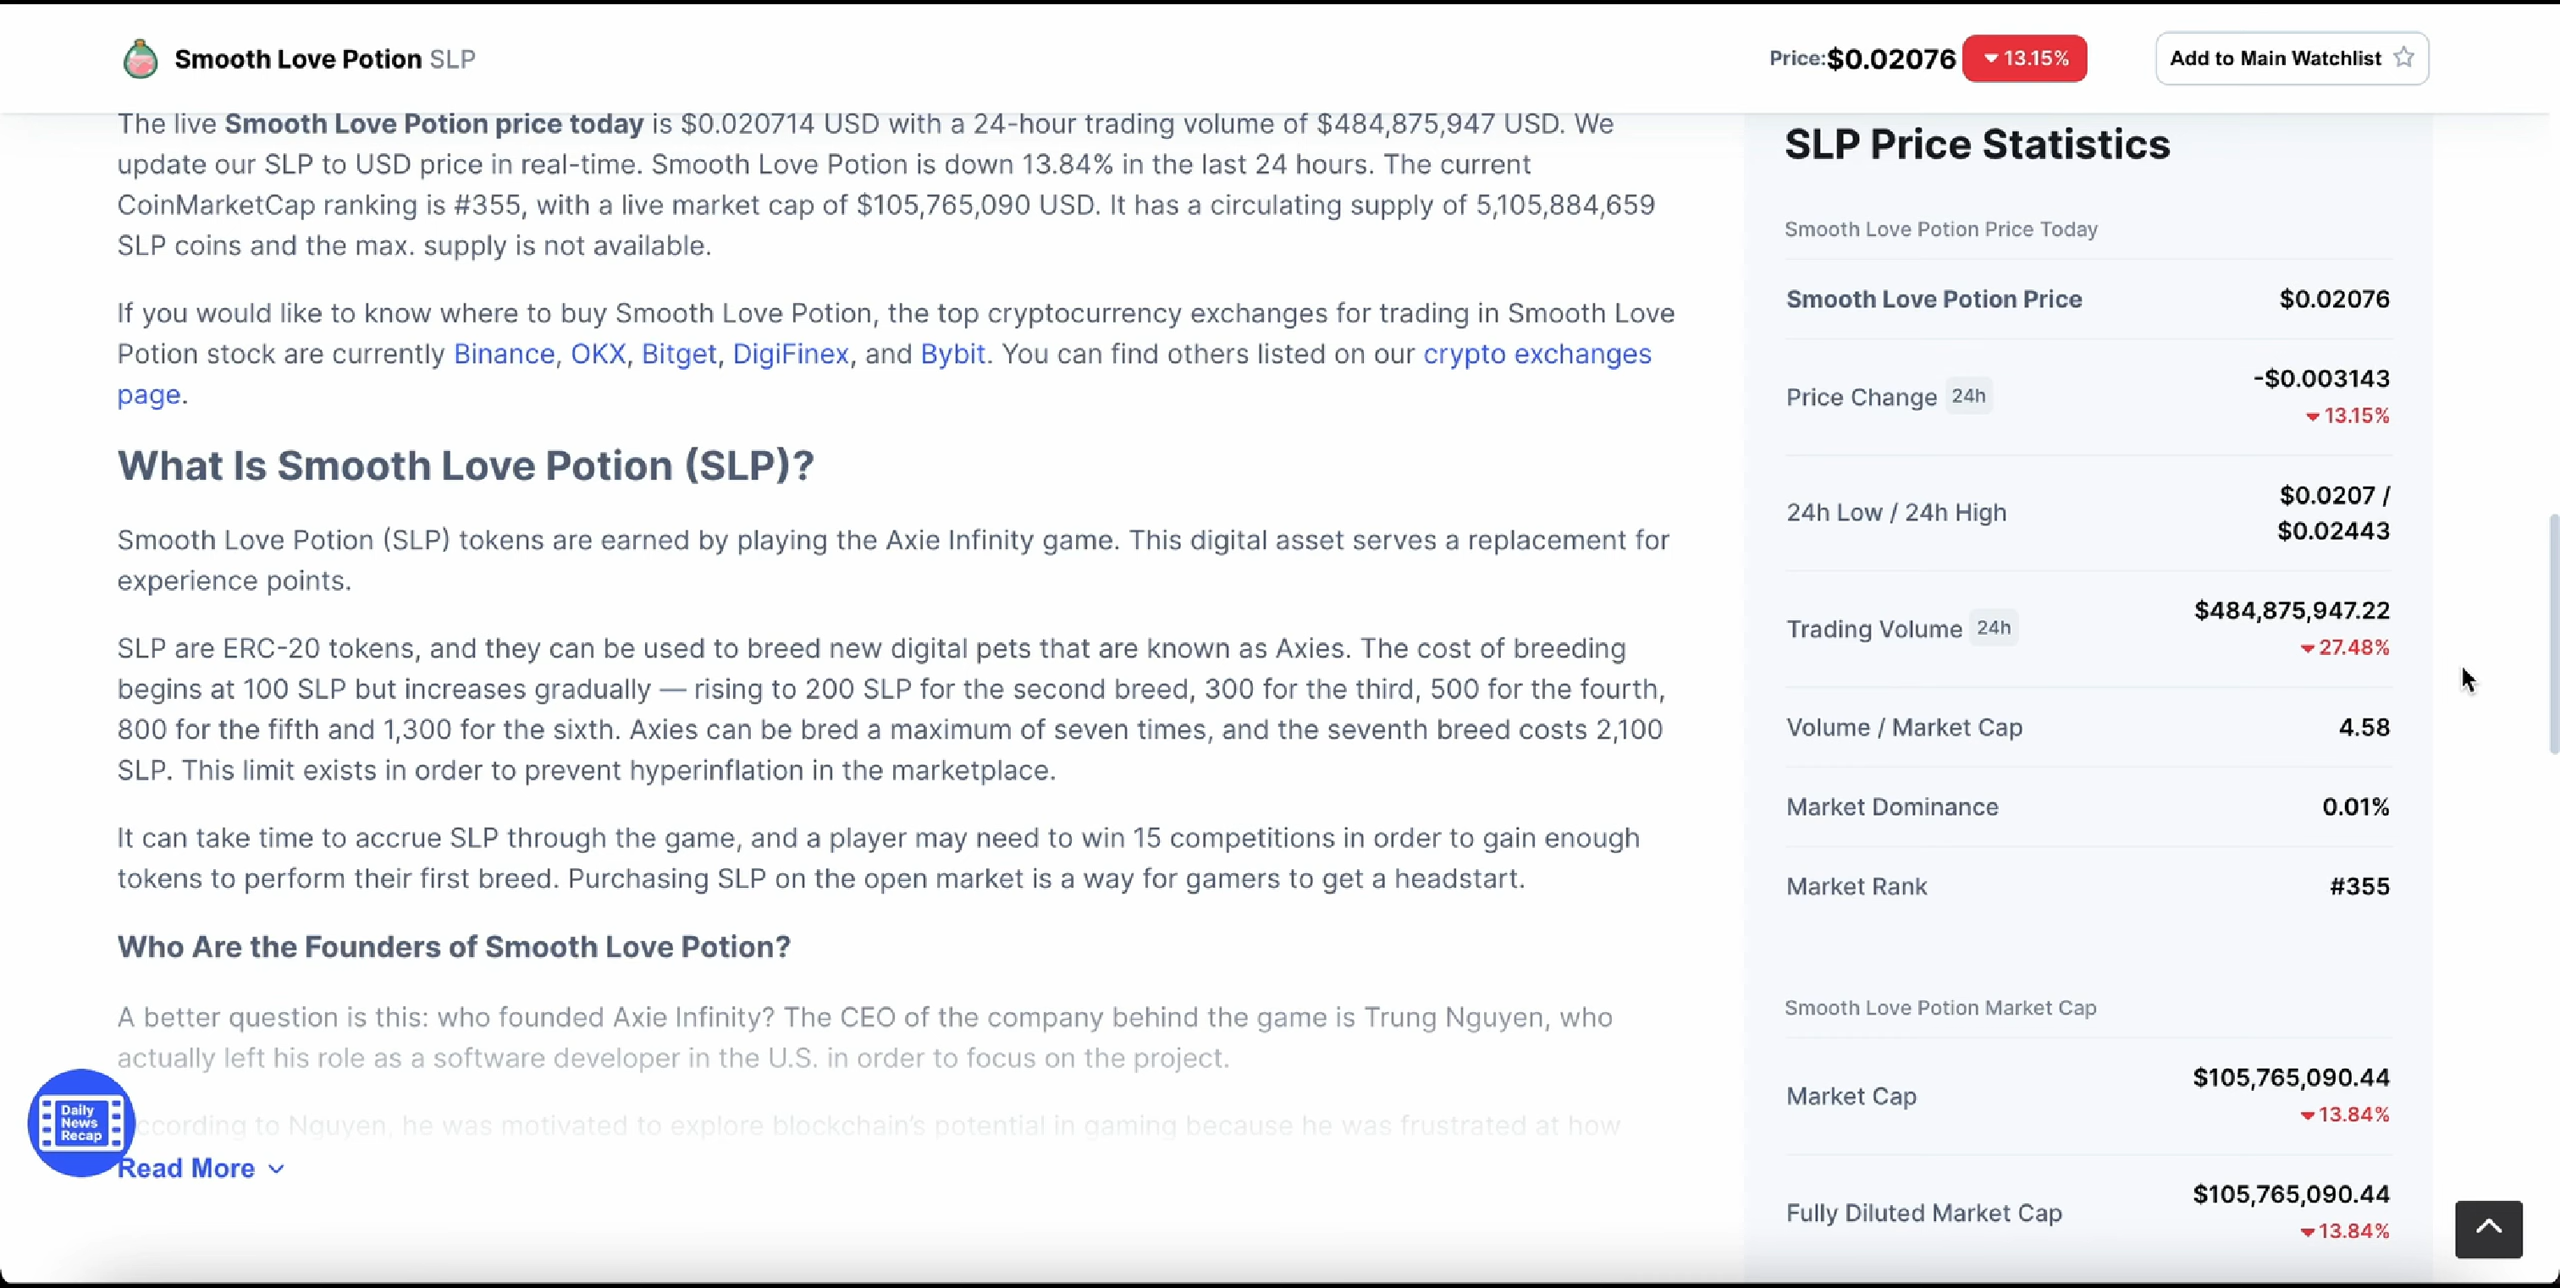 Smooth Love Potion SLP
Price:$0.02076 13.15%
Add to Main Watchlist
The live Smooth Love Potion price today is $0.020714 USD with a 24-hour trading volume of $484,875,947 USD. We
update our SLP to USD price in real-time. Smooth Love Potion is down 13.84% in the last 24 hours. The current
CoinMarketCap ranking is #355, with a live market cap of $105,765,090 USD. It has a circulating supply of 5,105,884,659
SLP coins and the max. supply is not available.
If you would like to know where to buy Smooth Love Potion, the top cryptocurrency exchanges for trading in Smooth Love
Potion stock are currently Binance, OKX, Bitget, DigiFinex, and Bybit. You can find others listed on our crypto exchanges
page.
What Is Smooth Love Potion (SLP)?
Smooth Love Potion (SLP) tokens are earned by playing the Axie Infinity game. This digital asset serves a replacement for
experience points.
SLP are ERC-20 tokens, and they can be used to breed new digital pets that are known as Axies. The cost of breeding
begins at 100 SLP but increases gradually — rising to 200 SLP for the second breed, 300 for the third, 500 for the fourth,
800 for the fifth and 1,300 for the sixth. Axies can be bred a maximum of seven times, and the seventh breed costs 2,100
SLP. This limit exists in order to prevent hyperinflation in the marketplace.
It can take time to accrue SLP through the game, and a player may need to win 15 competitions in order to gain enough
tokens to perform their first breed. Purchasing SLP on the open market is a way for gamers to get a headstart.
Who Are the Founders of Smooth Love Potion?
A better question is this: who founded Axie Infinity? The CEO of the company behind the game is Trung Nguyen, who
actually left his role as a software developer in the U.S. in order to focus on the project.
ccording to Nguyen, he was motivated to explore blockchain's potential in gaming because he was frustrated at how
Daily
News
Recap
Read More
SLP Price Statistics
Smooth Love Potion Price Today
Smooth Love Potion Price $0.02076
Price Change 24h -$0.003143
13.15%
24h Low / 24h High $0.0207 /
$0.02443
Trading Volume 24h $484,875,947.22
27.48%
Volume / Market Cap 4.58
Market Dominance 0.01%
Market Rank #355
Smooth Love Potion Market Cap
Market Cap $105,765,090.44
13.84%
Fully Diluted Market Cap $105,765,090.44
13.84%